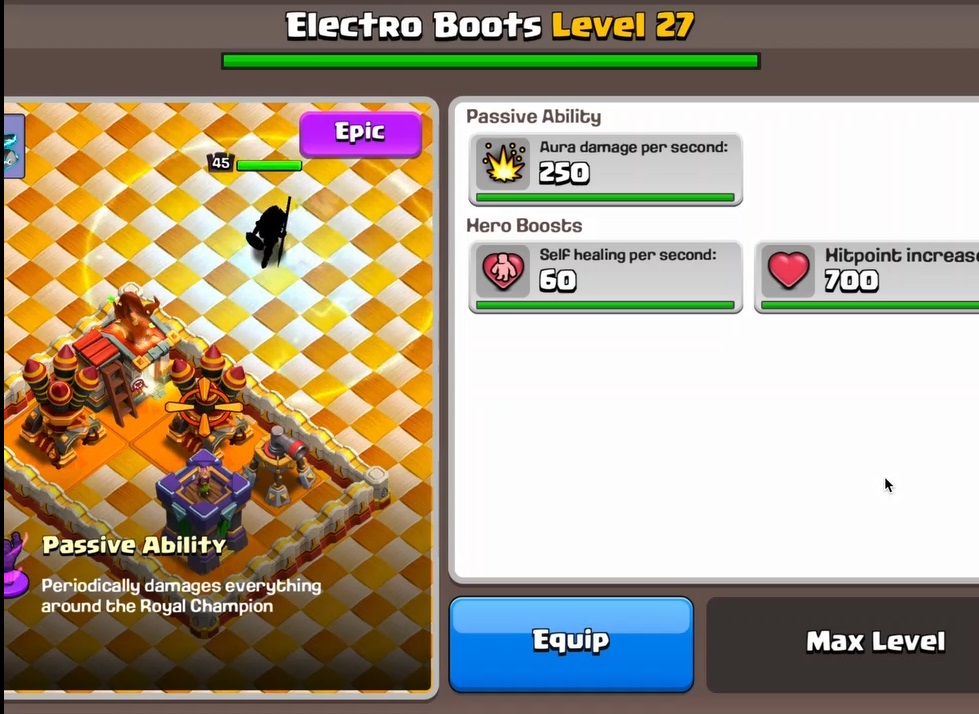 Electro Boots Level 27
Epic
45
Passive Ability
Periodically damages everything
around the Royal Champion
Passive Ability
Aura damage per second:
250
Hero Boosts
Self healing per second:
60
Hitpoint increase
700
Equip
Max Level